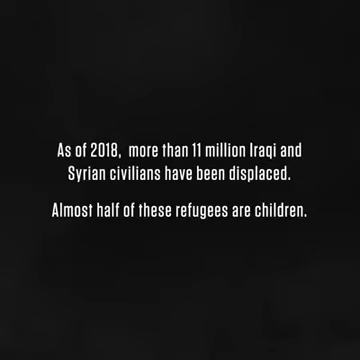 As of 2018, more than 11 million Iraqi and
Syrian civilians have been displaced.
Almost half of these refugees are children.